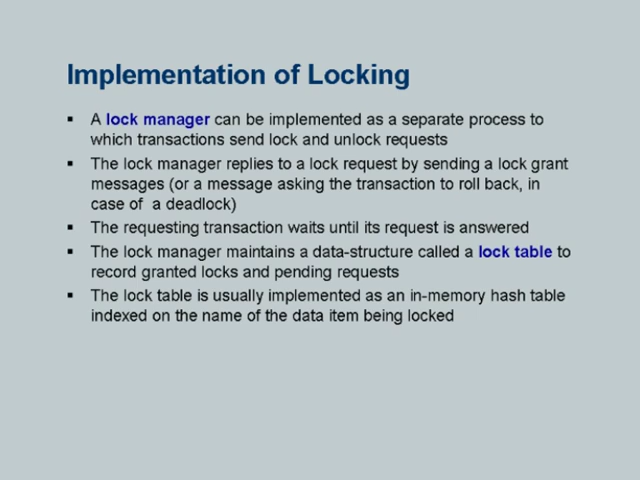 Implementation of Locking
▪ A lock manager can be implemented as a separate process to
which transactions send lock and unlock requests
▪ The lock manager replies to a lock request by sending a lock grant
messages (or a message asking the transaction to roll back, in
case of a deadlock)
▪ The requesting transaction waits until its request is answered
▪ The lock manager maintains a data-structure called a lock table to
record granted locks and pending requests
▪ The lock table is usually implemented as an in-memory hash table
indexed on the name of the data item being locked